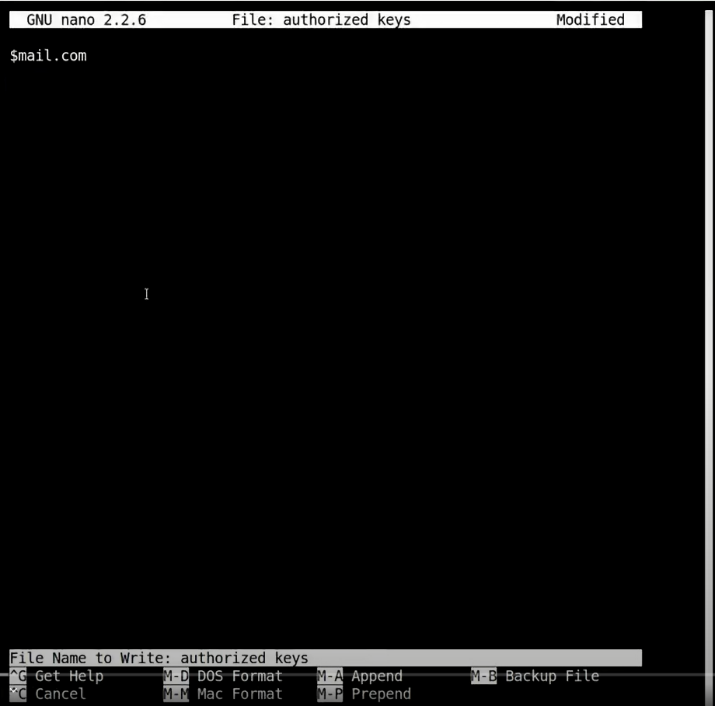 GNU nano 2.2.6 File: authorized keys Modified
$mail.com
File Name to Write: authorized keys
^G Get Help M-D DOS Format M-A Append M-B Backup File
^C Cancel M-M Mac Format M-P Prepend